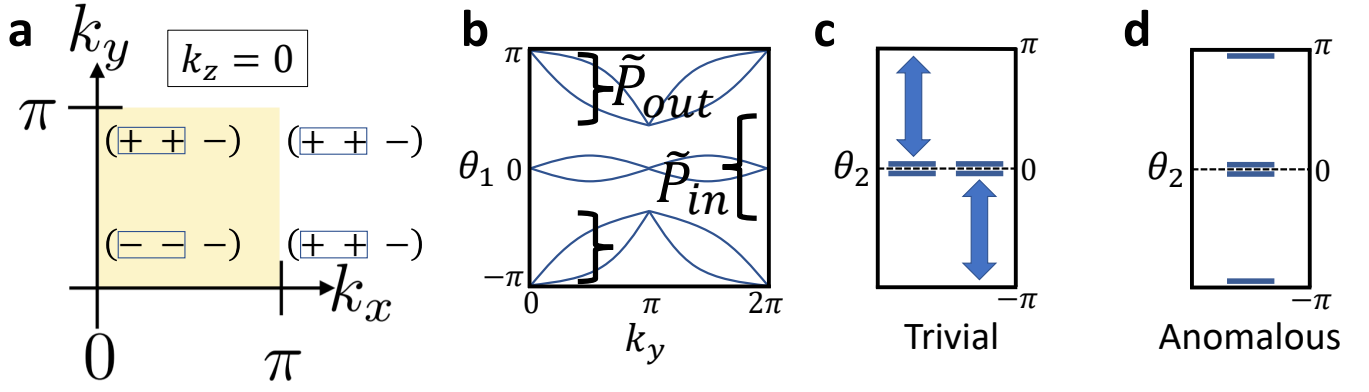 a
k_y
k_z = 0
π
(+ + −)
(+ + −)
(− − −)
(+ + −)
k_x
0
π
b
π
θ_1
0
−π
P̃_out
P̃_in
0
π
2π
k_y
c
π
θ_2
0
−π
Trivial
d
π
θ_2
0
−π
Anomalous